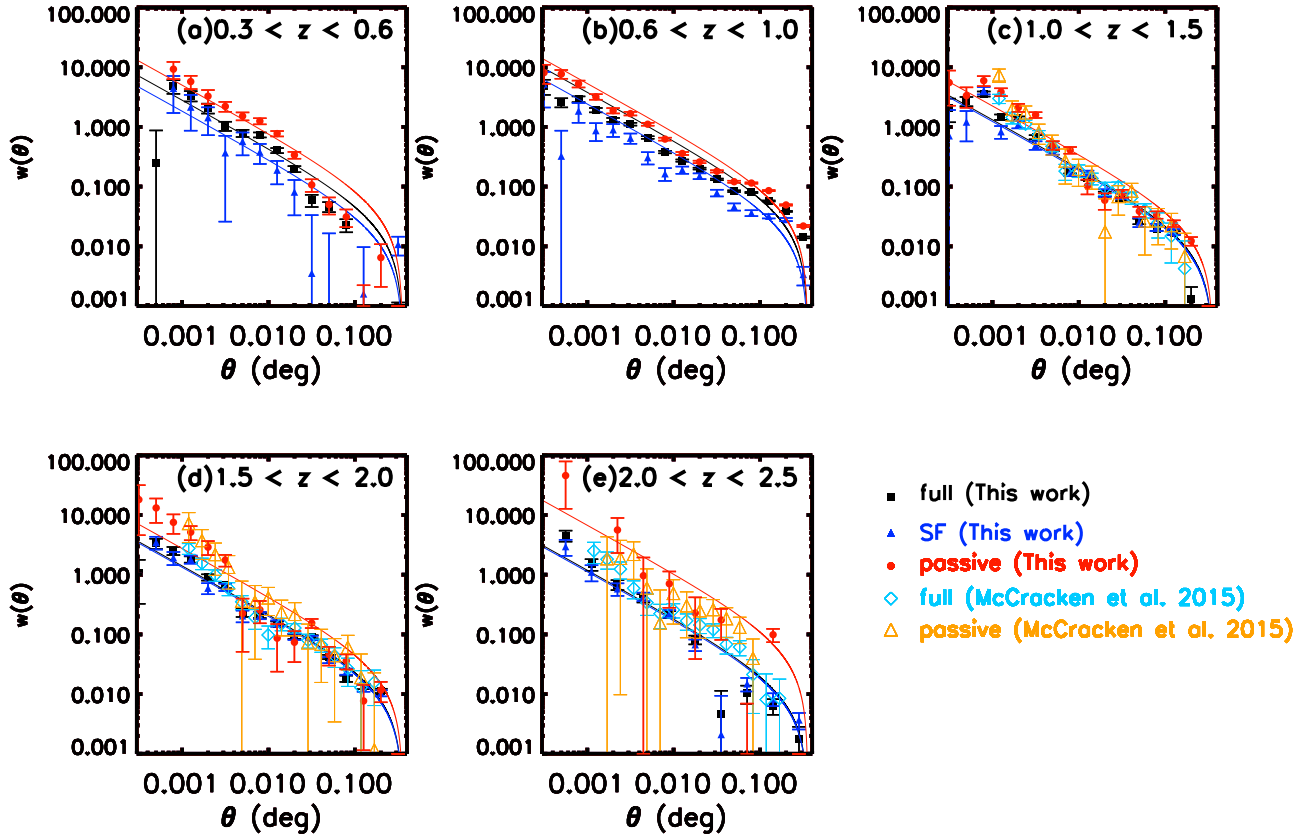 (a)0.3 < z < 0.6
100.000
10.000
1.000
0.100
0.010
0.001
w(θ)
0.001 0.010 0.100
θ (deg)
(b)0.6 < z < 1.0
100.000
10.000
1.000
0.100
0.010
0.001
w(θ)
0.001 0.010 0.100
θ (deg)
(c)1.0 < z < 1.5
100.000
10.000
1.000
0.100
0.010
0.001
w(θ)
0.001 0.010 0.100
θ (deg)
(d)1.5 < z < 2.0
100.000
10.000
1.000
0.100
0.010
0.001
w(θ)
0.001 0.010 0.100
θ (deg)
(e)2.0 < z < 2.5
100.000
10.000
1.000
0.100
0.010
0.001
w(θ)
0.001 0.010 0.100
θ (deg)
full (This work)
SF (This work)
passive (This work)
full (McCracken et al. 2015)
passive (McCracken et al. 2015)